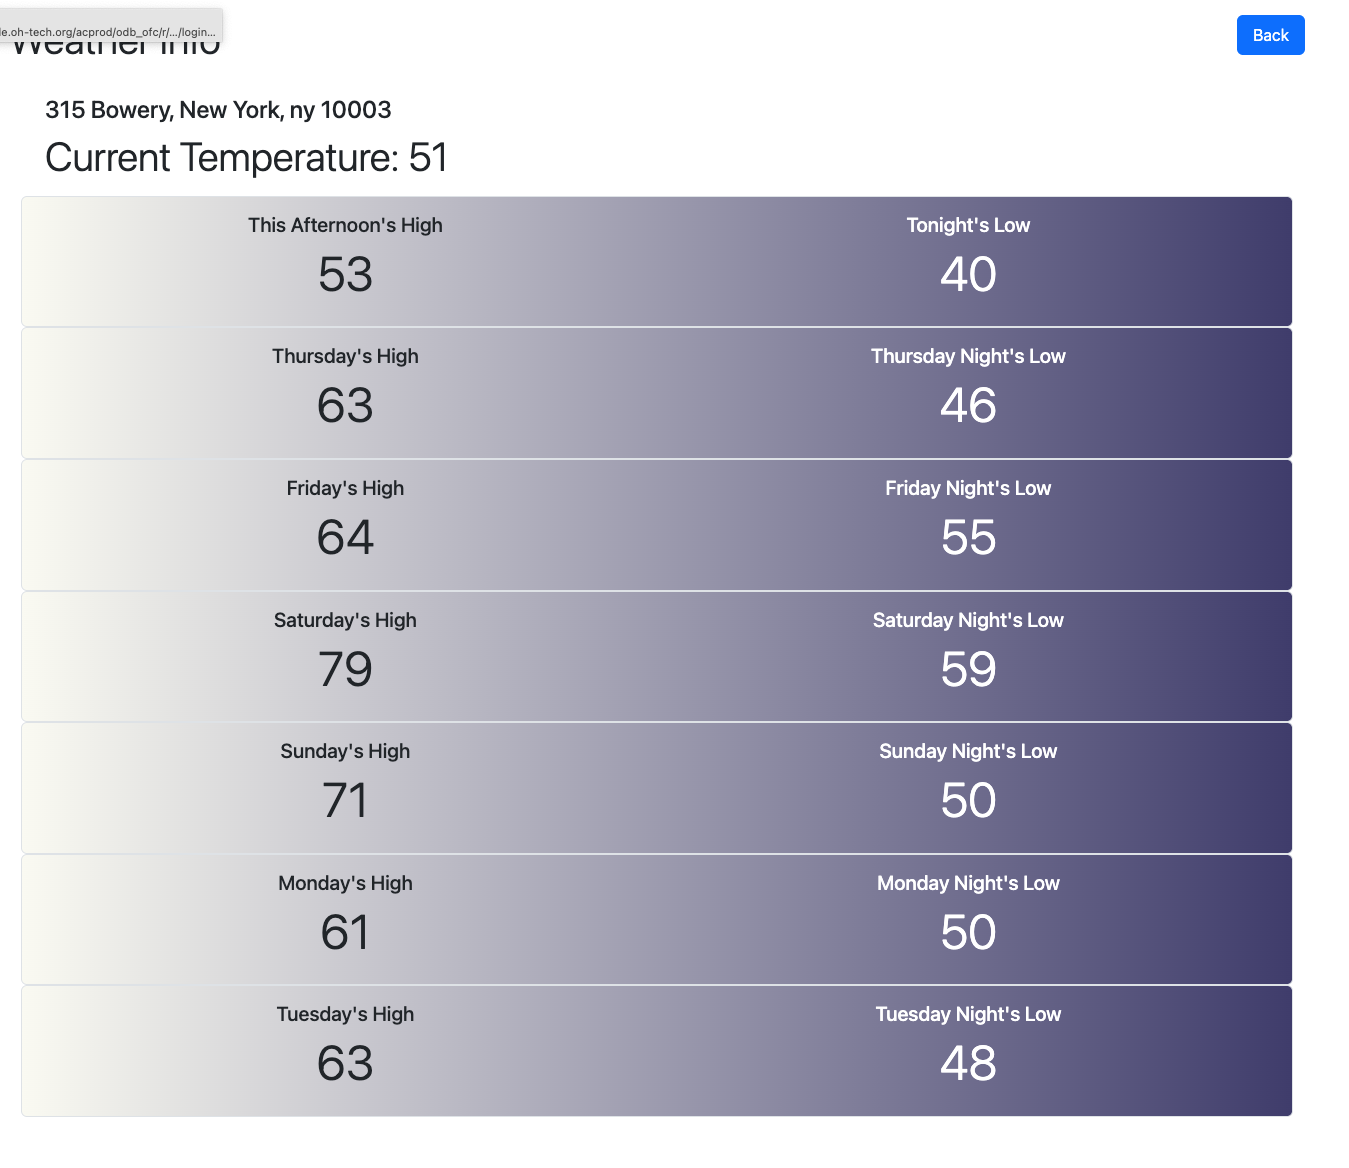 le.oh-tech.org/acprod/odb_ofc/r/.../login...
Weather Info
Back
315 Bowery, New York, ny 10003
Current Temperature: 51
This Afternoon's High
53
Tonight's Low
40
Thursday's High
63
Thursday Night's Low
46
Friday's High
64
Friday Night's Low
55
Saturday's High
79
Saturday Night's Low
59
Sunday's High
71
Sunday Night's Low
50
Monday's High
61
Monday Night's Low
50
Tuesday's High
63
Tuesday Night's Low
48